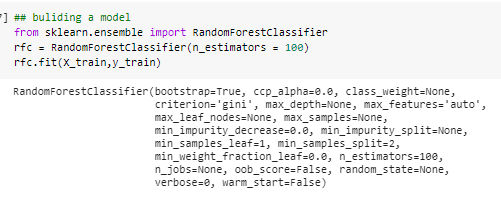 7] ## buliding a model
from sklearn.ensemble import RandomForestClassifier
rfc = RandomForestClassifier(n_estimators = 100)
rfc.fit(X_train,y_train)
RandomForestClassifier(bootstrap=True, ccp_alpha=0.0, class_weight=None,
criterion='gini', max_depth=None, max_features='auto',
max_leaf_nodes=None, max_samples=None,
min_impurity_decrease=0.0, min_impurity_split=None,
min_samples_leaf=1, min_samples_split=2,
min_weight_fraction_leaf=0.0, n_estimators=100,
n_jobs=None, oob_score=False, random_state=None,
verbose=0, warm_start=False)